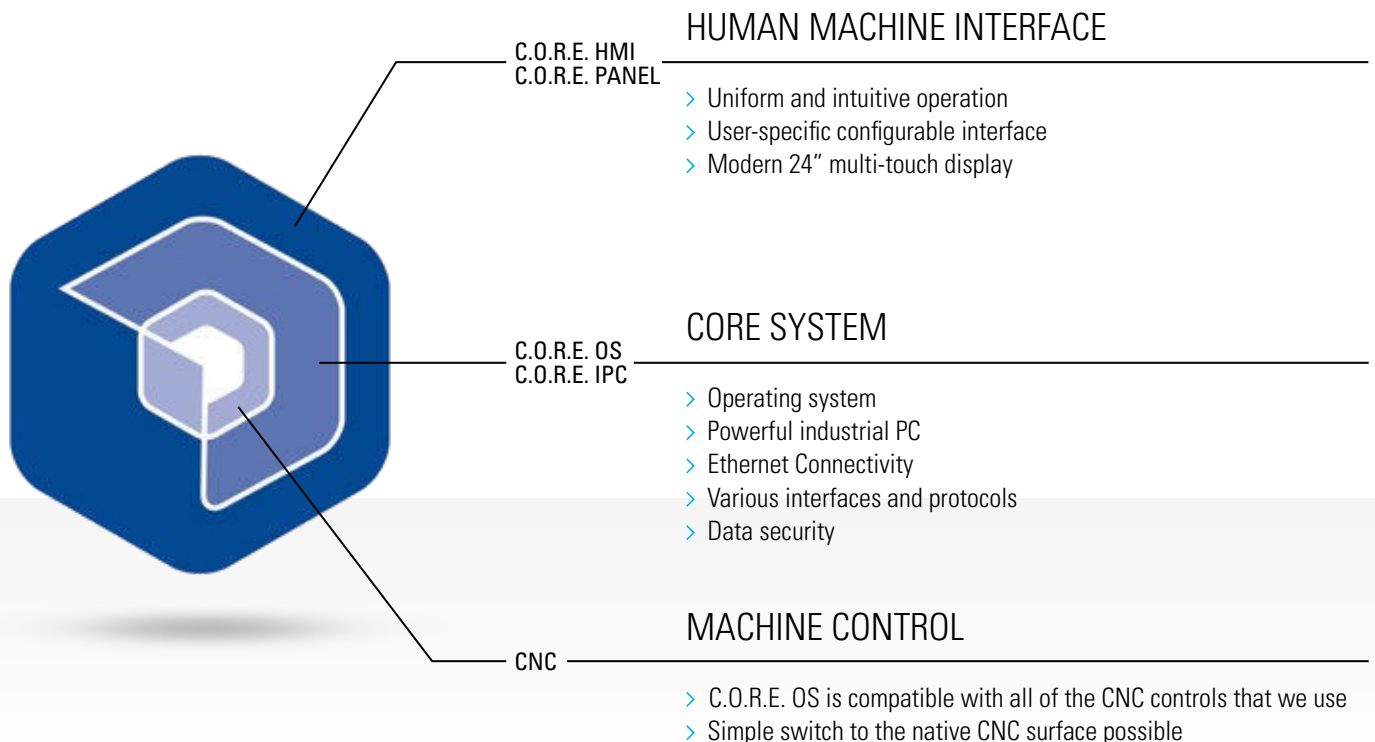 HUMAN MACHINE INTERFACE
C.O.R.E. HMI
C.O.R.E. PANEL
> Uniform and intuitive operation
> User-specific configurable interface
> Modern 24” multi-touch display
CORE SYSTEM
C.O.R.E. OS
C.O.R.E. IPC
> Operating system
> Powerful industrial PC
> Ethernet Connectivity
> Various interfaces and protocols
> Data security
MACHINE CONTROL
CNC
> C.O.R.E. OS is compatible with all of the CNC controls that we use
> Simple switch to the native CNC surface possible